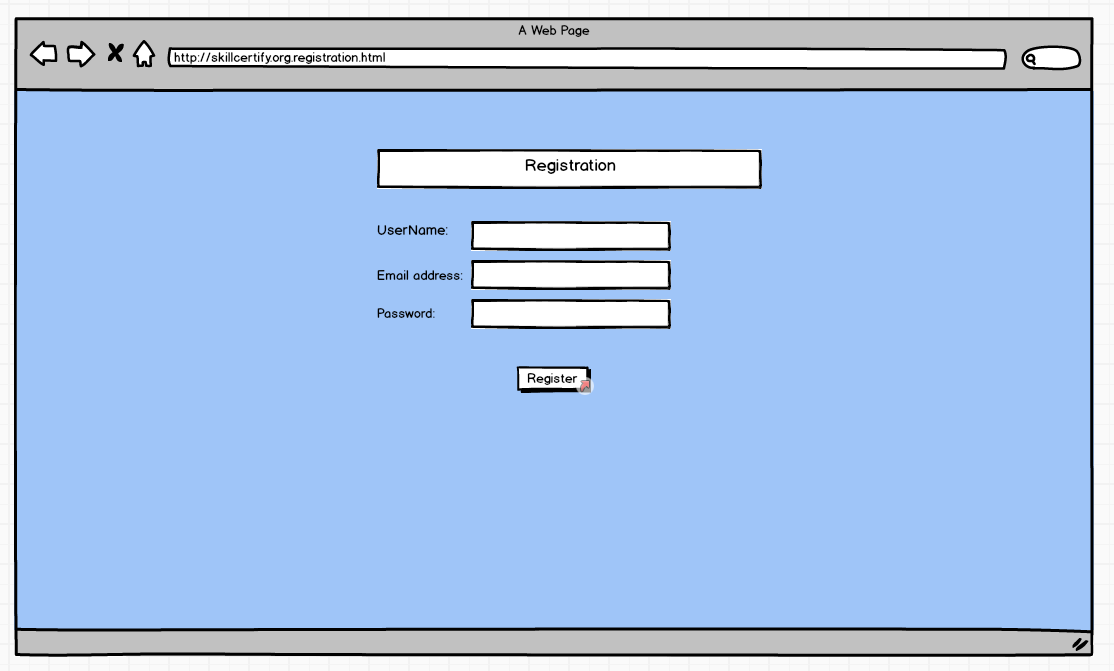 A Web Page
http://skillcertify.org.registration.html
Registration
UserName:
Email address:
Password:
Register